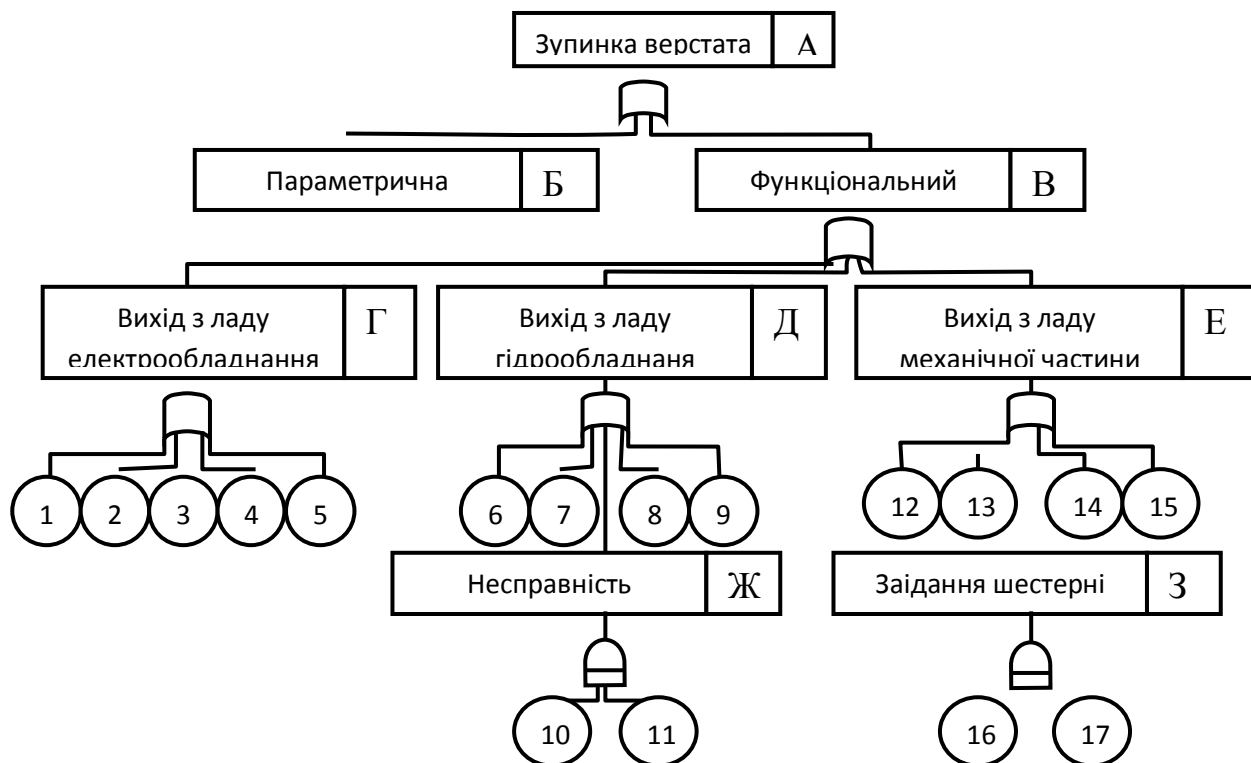 Зупинка верстата
А
Параметрична
Б
Функціональний
В
Вихід з ладу
електрообладнання
Г
Вихід з ладу
гідрообладнаня
Д
Вихід з ладу
механічної частини
Е
1
2
3
4
5
6
7
8
9
12
13
14
15
Несправність
Ж
Заідання шестерні
З
10
11
16
17